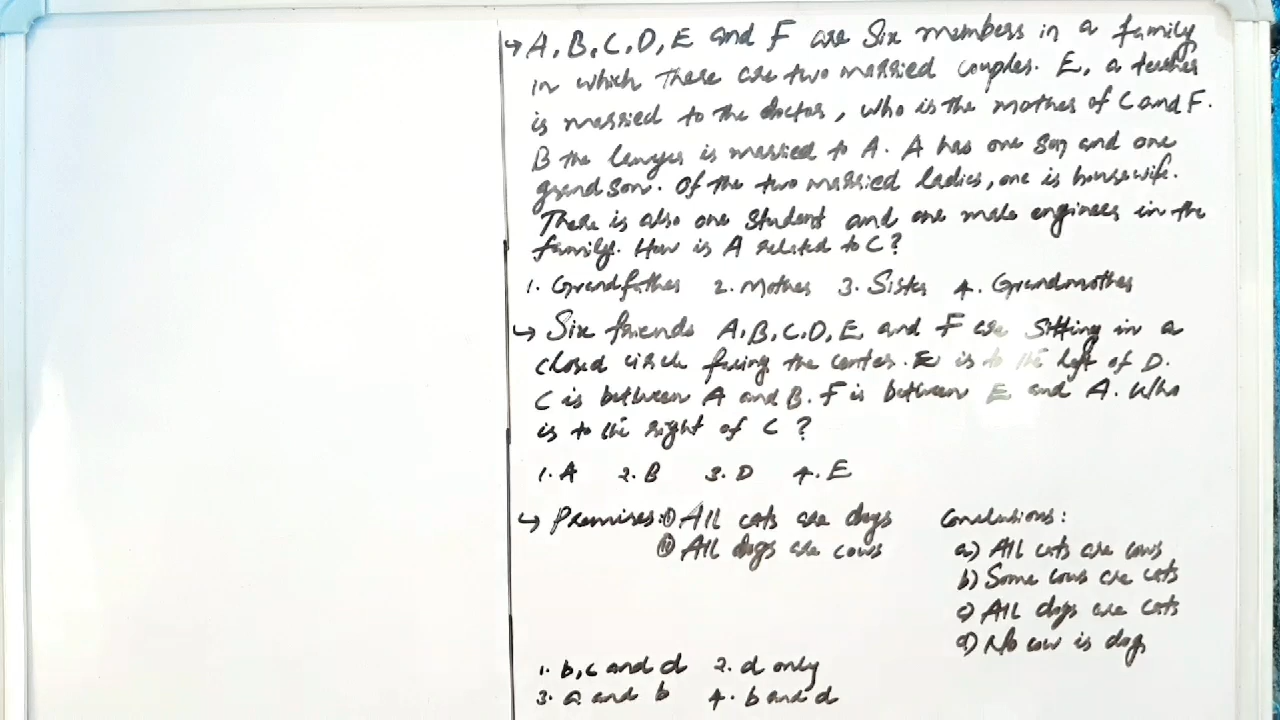 → A, B, C, D, E and F are Six members in a family
in which There are two married couples. E, a teacher
is married to the doctor, who is the mother of C and F.
B the lawyer is married to A. A has one son and one
grandson. Of the two married ladies, one is housewife.
There is also one student and one male engineer in the
family. How is A related to C?
1. Grandfather 2. Mother 3. Sister 4. Grandmother
→ Six friends A, B, C, D, E and F are sitting in a
closed circle facing the center. E is to the left of D.
C is between A and B. F is between E and A. Who
is to the right of C?
1. A 2. B 3. D 4. E
→ Premises: i) All cats are dogs
ii) All dogs are cows
Conclusions:
a) All cats are cows
b) Some cows are cats
c) All dogs are cats
d) No cow is dog
1. b, c and d 2. d only
3. a and b 4. b and d